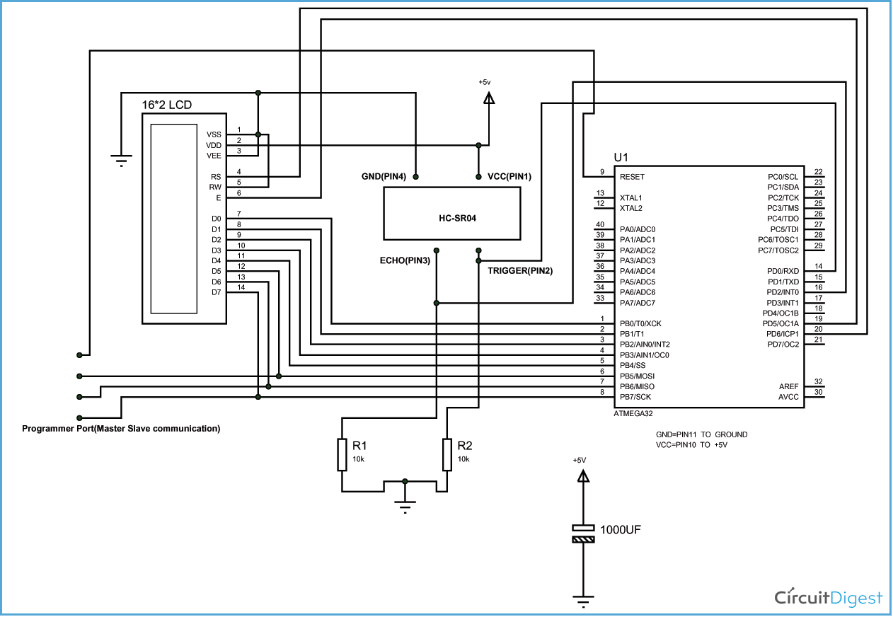 +5v
16*2 LCD
VSS 1
VDD 2
VEE 3
RS 4
RW 5
E 6
D0 7
D1 8
D2 9
D3 10
D4 11
D5 12
D6 13
D7 14
GND(PIN4)
VCC(PIN1)
HC-SR04
ECHO(PIN3)
TRIGGER(PIN2)
U1
9 RESET
13 XTAL1
12 XTAL2
40 PA0/ADC0
39 PA1/ADC1
38 PA2/ADC2
37 PA3/ADC3
36 PA4/ADC4
35 PA5/ADC5
34 PA6/ADC6
33 PA7/ADC7
1 PB0/T0/XCK
2 PB1/T1
3 PB2/AIN0/INT2
4 PB3/AIN1/OC0
5 PB4/SS
6 PB5/MOSI
7 PB6/MISO
8 PB7/SCK
PC0/SCL 22
PC1/SDA 23
PC2/TCK 24
PC3/TMS 25
PC4/TDO 26
PC5/TDI 27
PC6/TOSC1 28
PC7/TOSC2 29
PD0/RXD 14
PD1/TXD 15
PD2/INT0 16
PD3/INT1 17
PD4/OC1B 18
PD5/OC1A 19
PD6/ICP1 20
PD7/OC2 21
AREF 32
AVCC 30
ATMEGA32
Programmer Port(Master Slave communication)
GND=PIN11 TO GROUND
VCC=PIN10 TO +5V
R1
10k
R2
10k
+5V
1000UF
CircuitDigest